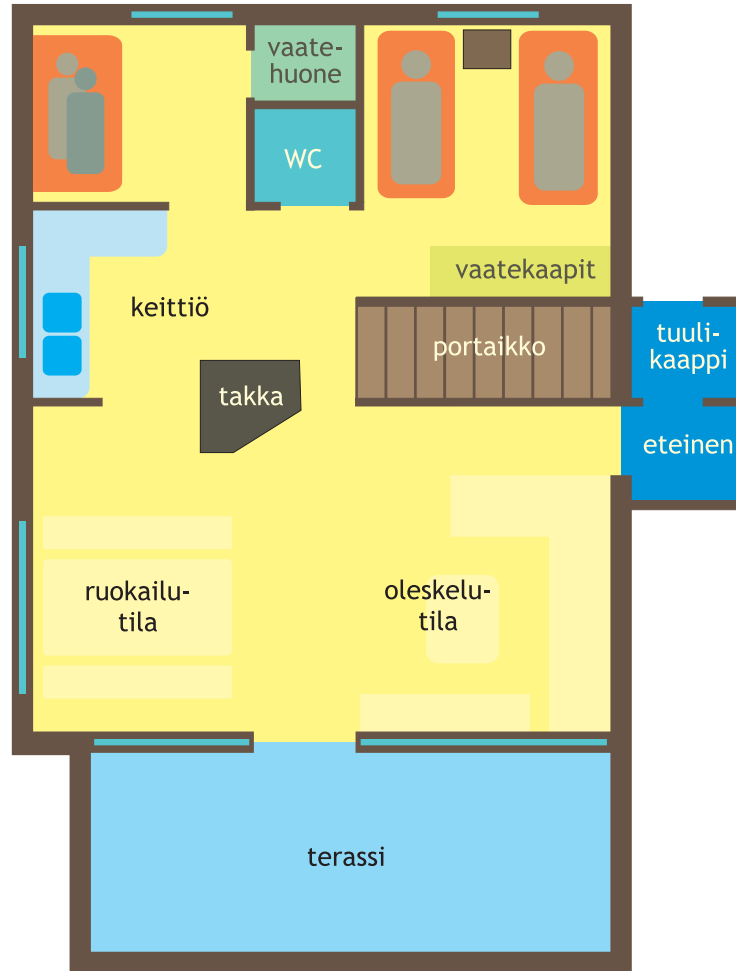 vaate-
huone
WC
vaatekaapit
keittiö
portaikko
tuuli-
kaappi
takka
eteinen
ruokailu-
tila
oleskelu-
tila
terassi